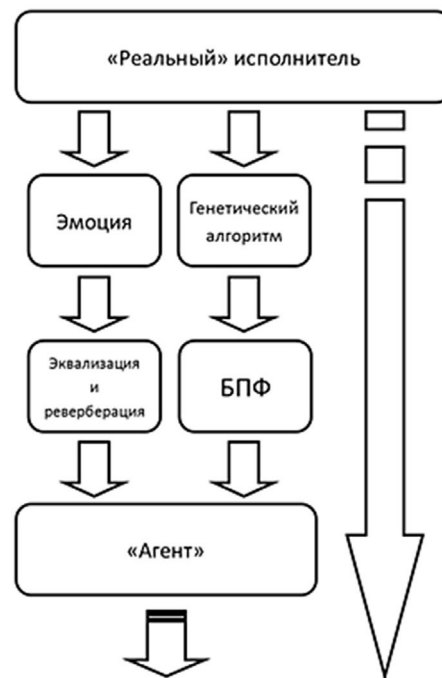 «Реальный» исполнитель
Эмоция
Генетический
алгоритм
Эквализация
и
реверберация
БПФ
«Агент»